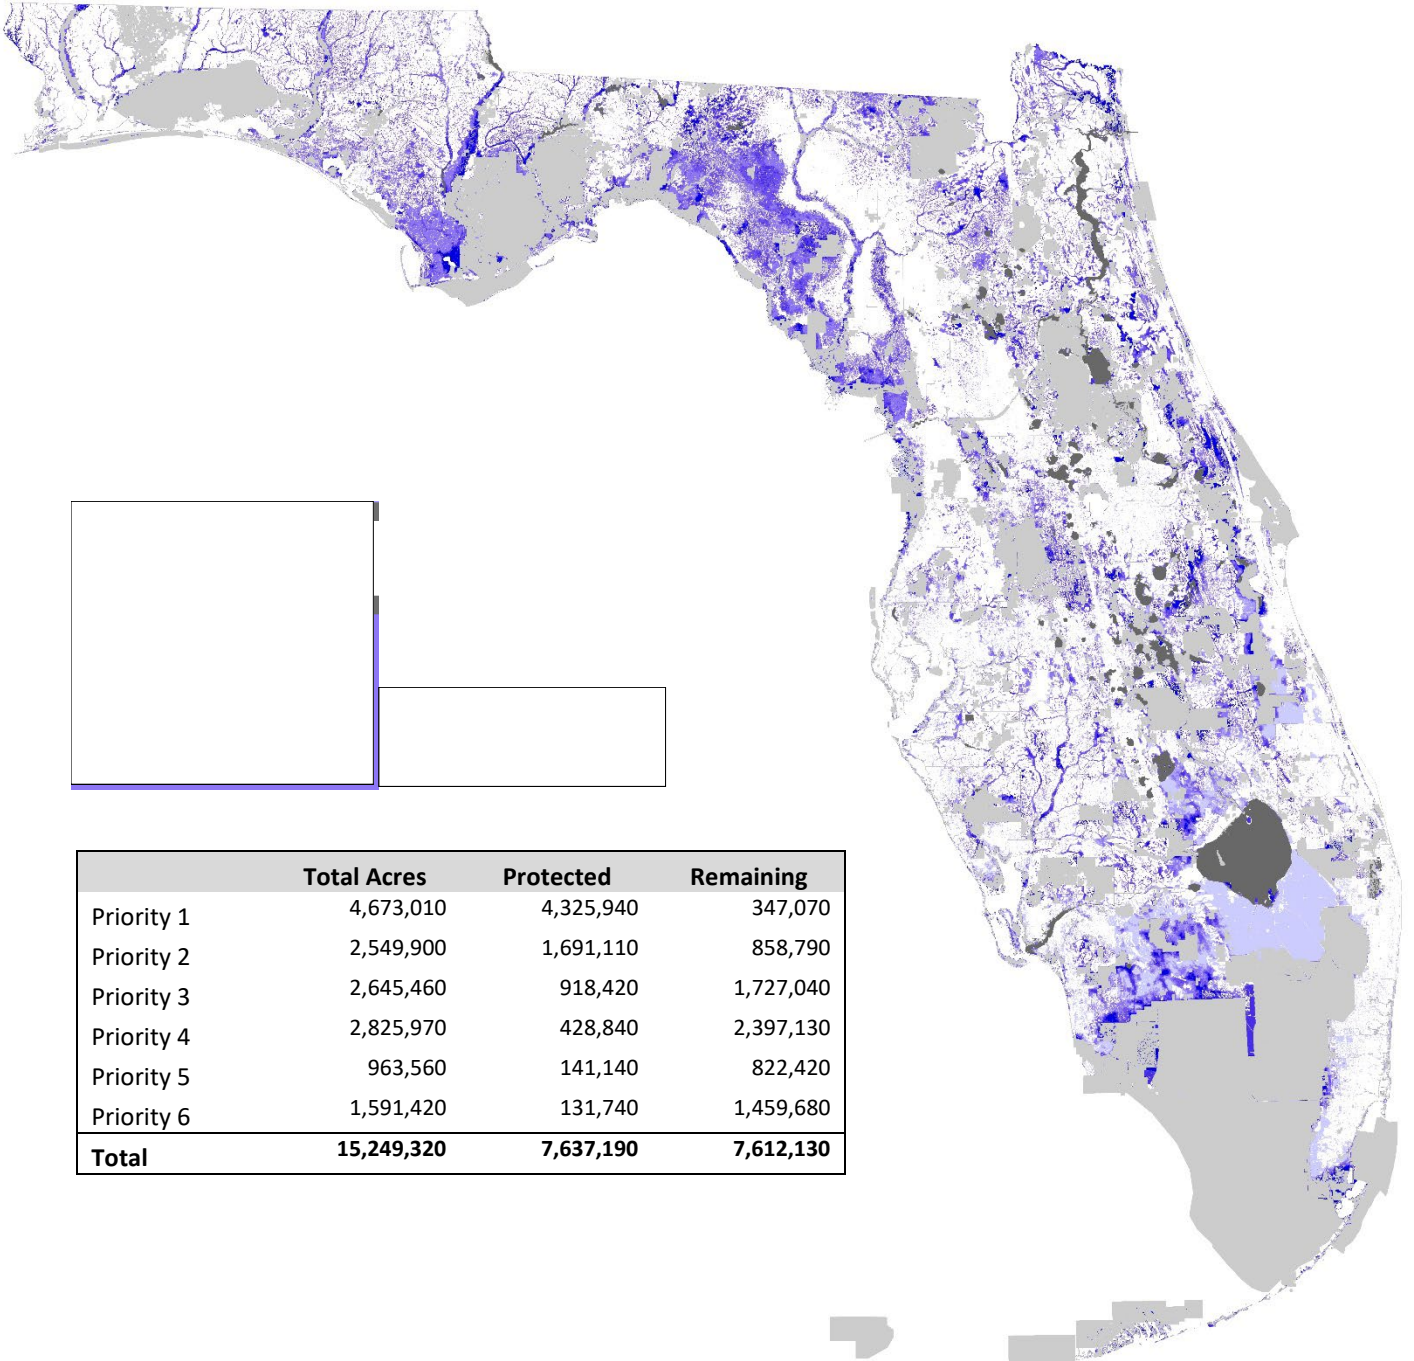 Total Acres Protected Remaining
Priority 1 4,673,010 4,325,940 347,070
Priority 2 2,549,900 1,691,110 858,790
Priority 3 2,645,460 918,420 1,727,040
Priority 4 2,825,970 428,840 2,397,130
Priority 5 963,560 141,140 822,420
Priority 6 1,591,420 131,740 1,459,680
Total 15,249,320 7,637,190 7,612,130